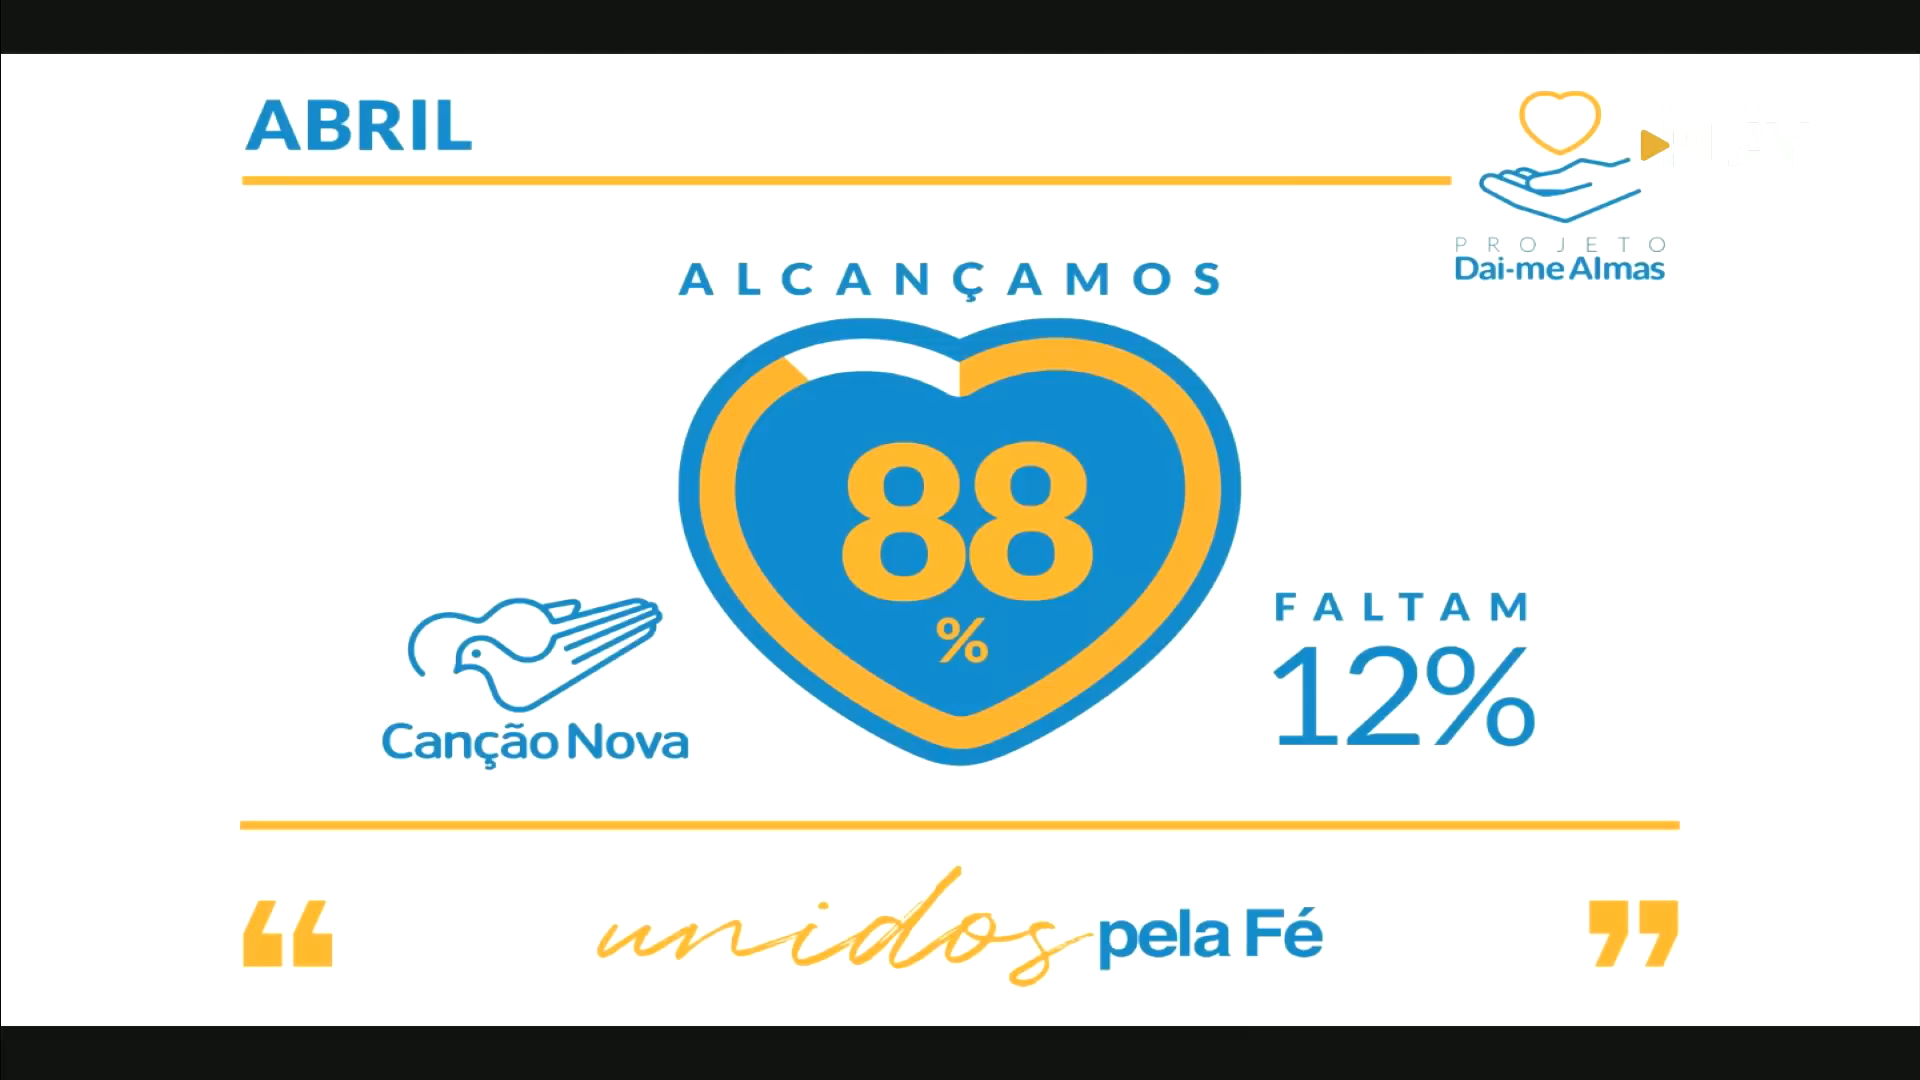 ABRIL
PROJETO
Dai-me Almas
ALCANÇAMOS
88
%
FALTAM
12%
Canção Nova
“ unidos pela Fé ”